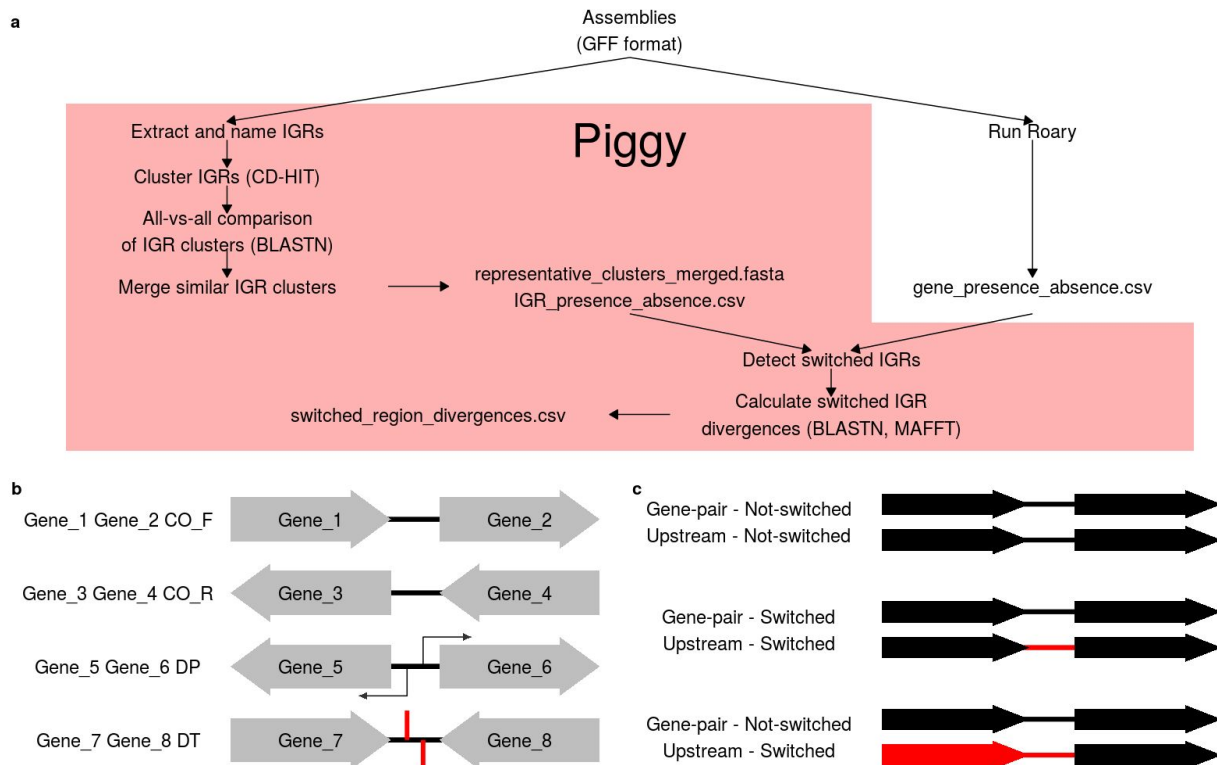 a
Assemblies
(GFF format)
Piggy
Extract and name IGRs
Run Roary
Cluster IGRs (CD-HIT)
All-vs-all comparison
of IGR clusters (BLASTN)
Merge similar IGR clusters
representative_clusters_merged.fasta
IGR_presence_absence.csv
gene_presence_absence.csv
Detect switched IGRs
Calculate switched IGR
divergences (BLASTN, MAFFT)
switched_region_divergences.csv
b
Gene_1 Gene_2 CO_F
Gene_1
Gene_2
Gene_3 Gene_4 CO_R
Gene_3
Gene_4
Gene_5 Gene_6 DP
Gene_5
Gene_6
Gene_7 Gene_8 DT
Gene_7
Gene_8
c
Gene-pair - Not-switched
Upstream - Not-switched
Gene-pair - Switched
Upstream - Switched
Gene-pair - Not-switched
Upstream - Switched